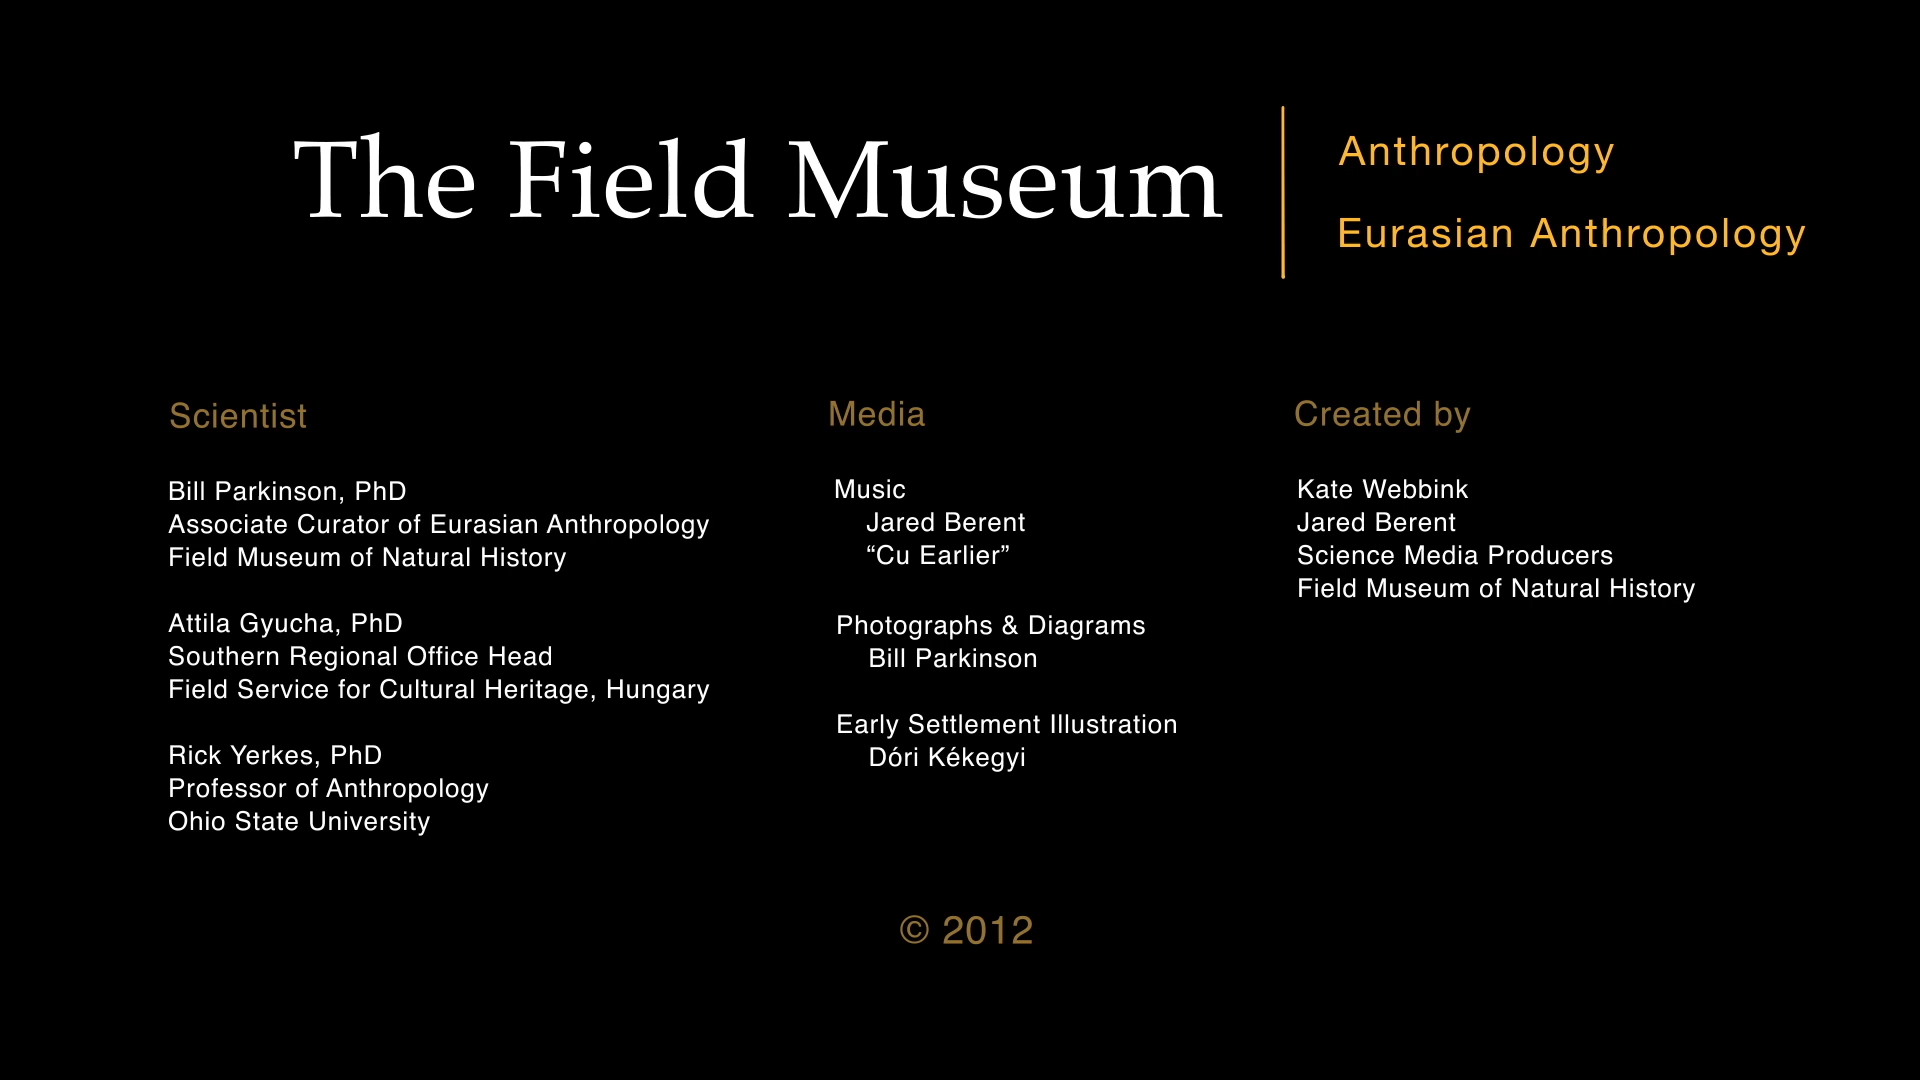 The Field Museum
Anthropology
Eurasian Anthropology
Scientist
Bill Parkinson, PhD
Associate Curator of Eurasian Anthropology
Field Museum of Natural History
Attila Gyucha, PhD
Southern Regional Office Head
Field Service for Cultural Heritage, Hungary
Rick Yerkes, PhD
Professor of Anthropology
Ohio State University
Media
Music
Jared Berent
“Cu Earlier”
Photographs & Diagrams
Bill Parkinson
Early Settlement Illustration
Dóri Kékegyi
Created by
Kate Webbink
Jared Berent
Science Media Producers
Field Museum of Natural History
© 2012